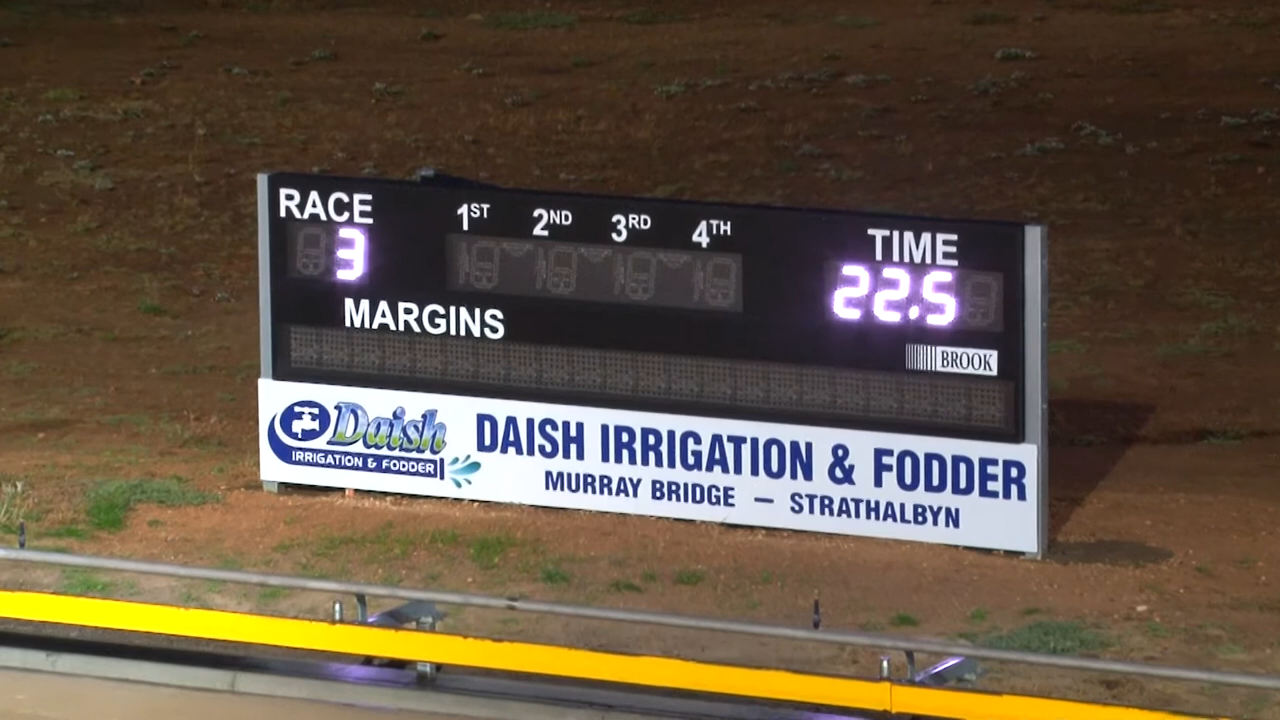 RACE 1ST 2ND 3RD 4TH TIME
3 22.5
MARGINS
BROOK
Daish
IRRIGATION & FODDER
DAISH IRRIGATION & FODDER
MURRAY BRIDGE — STRATHALBYN